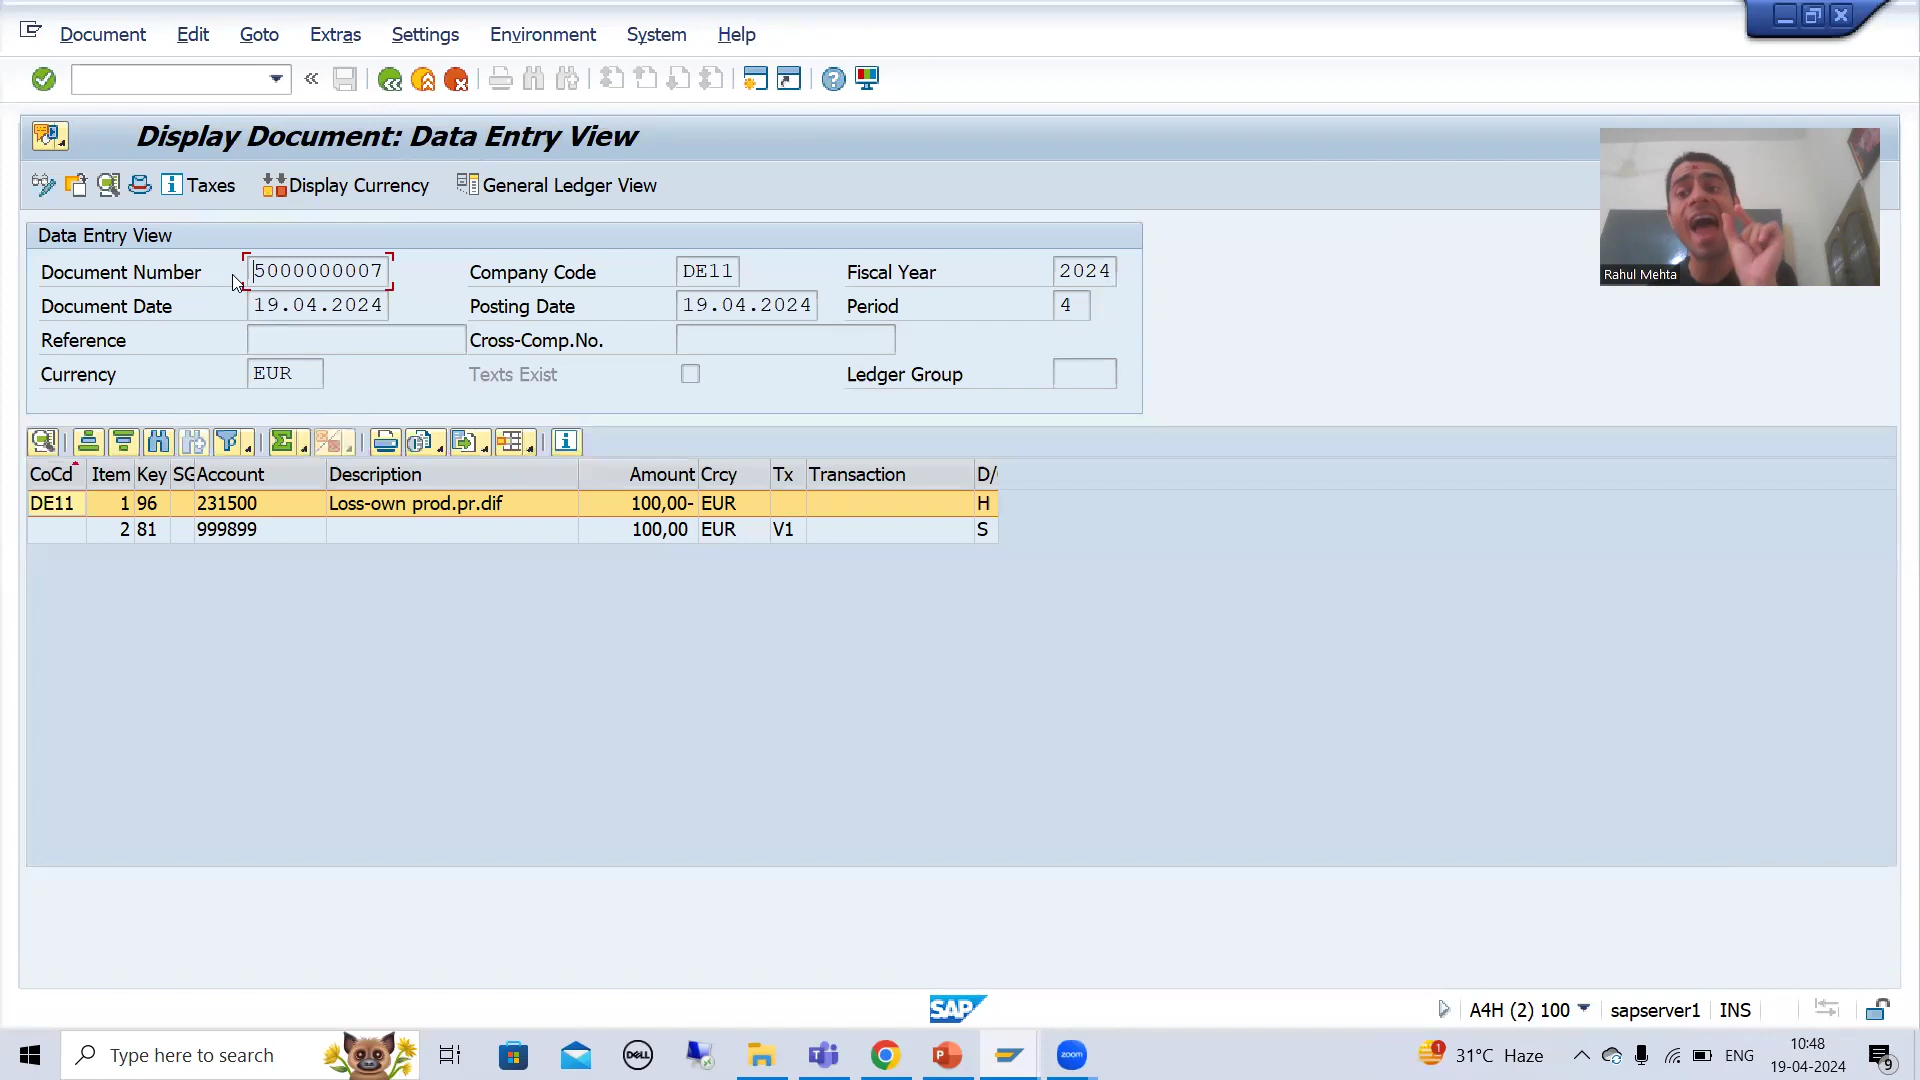 Document Edit Goto Extras Settings Environment System Help
Display Document: Data Entry View
Taxes Display Currency General Ledger View
Rahul Mehta
Data Entry View
Document Number 5000000007 Company Code DE11 Fiscal Year 2024
Document Date 19.04.2024 Posting Date 19.04.2024 Period 4
Reference Cross-Comp.No.
Currency EUR Texts Exist Ledger Group
CoCd Item Key SG Account Description Amount Crcy Tx Transaction D/
DE11 1 96 231500 Loss-own prod.pr.dif 100,00- EUR H
2 81 999899 100,00 EUR V1 S
SAP A4H (2) 100 sapserver1 INS
Type here to search DELL zoom 31°C Haze ENG 10:48
19-04-2024 9